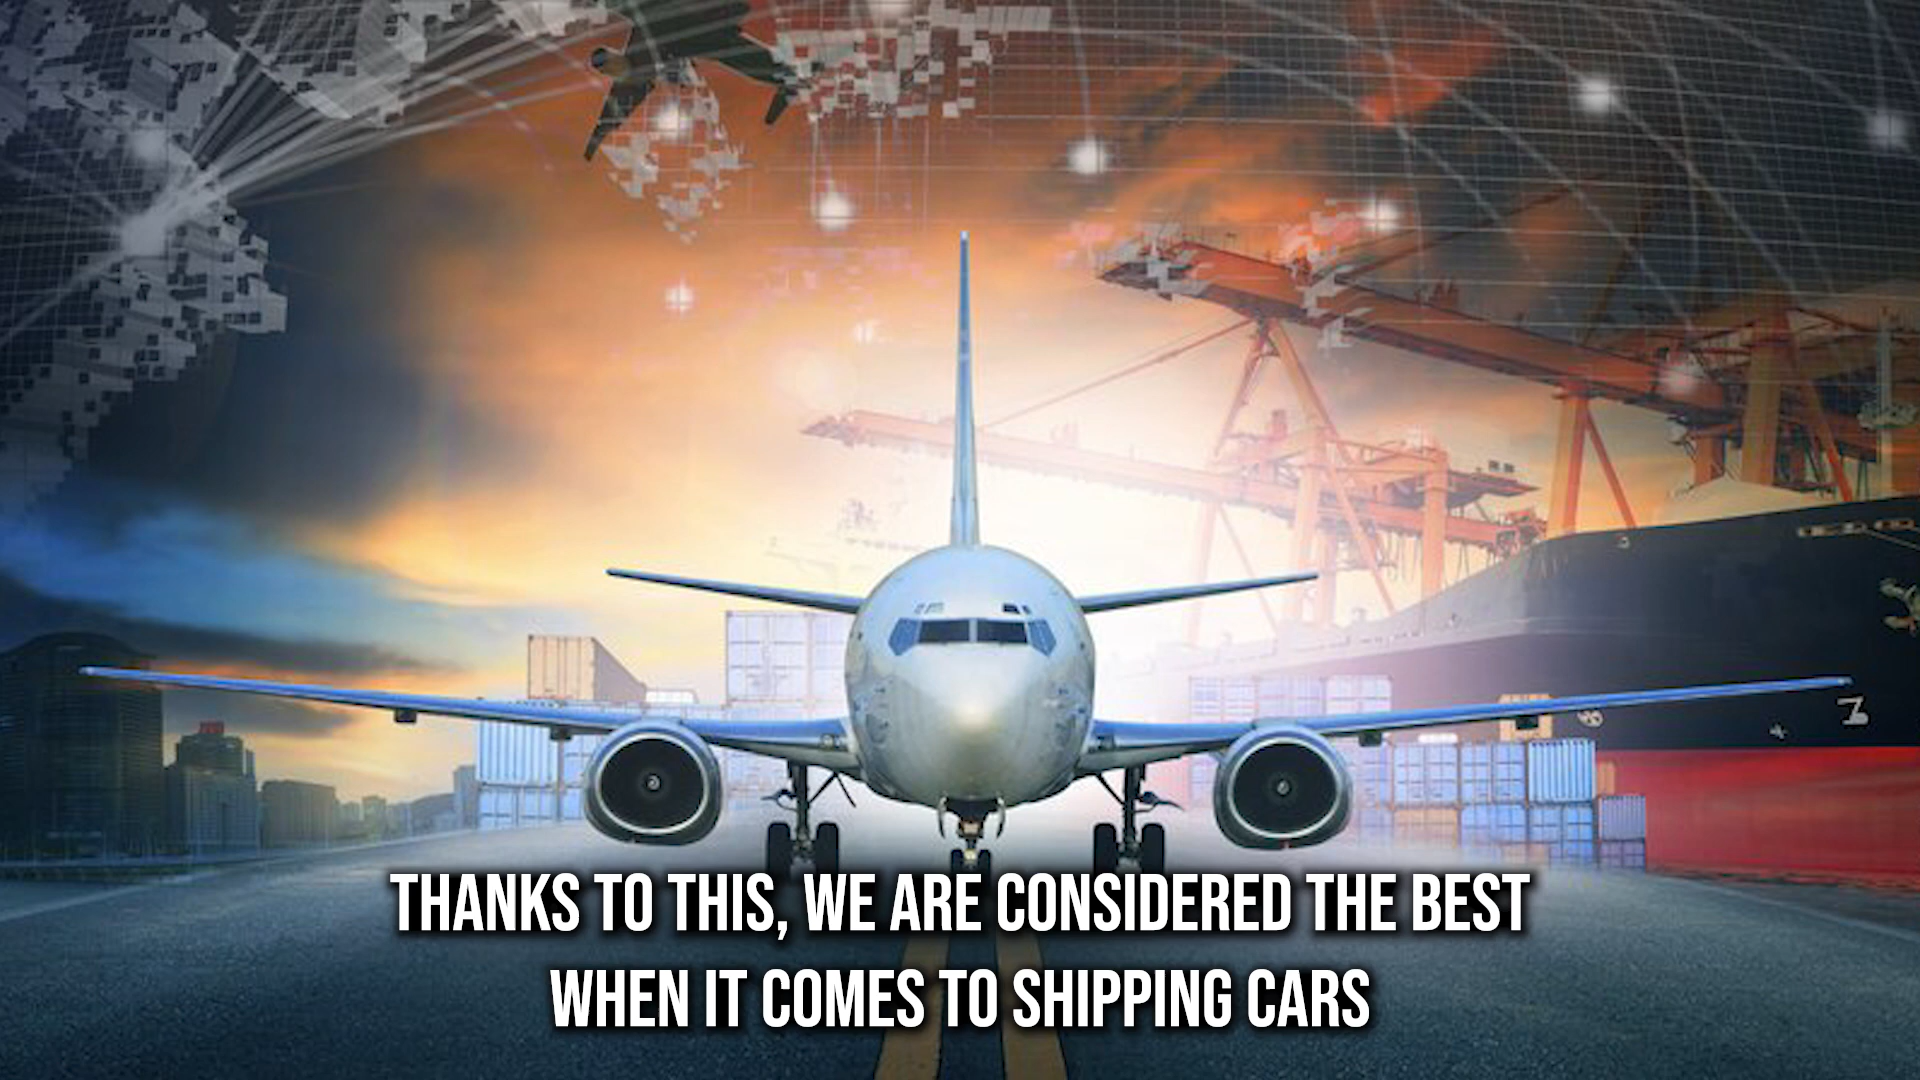 THANKS TO THIS, WE ARE CONSIDERED THE BEST
WHEN IT COMES TO SHIPPING CARS